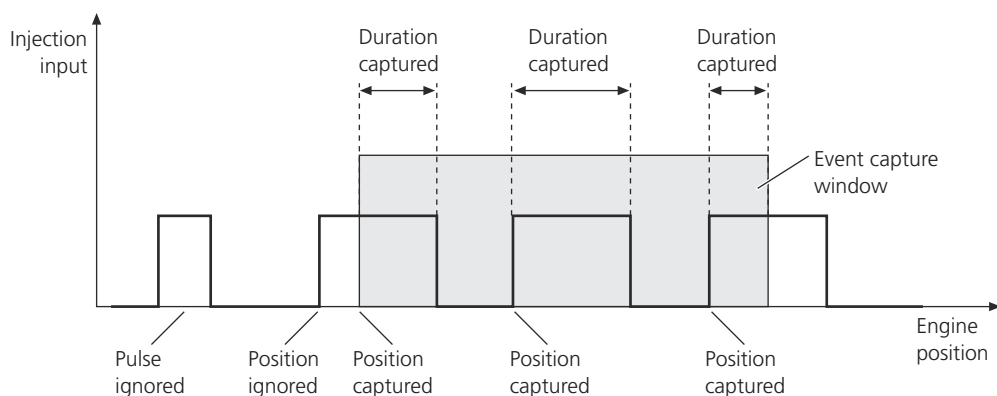 Injection
input
Duration
captured
Duration
captured
Duration
captured
Event capture
window
Engine
position
Pulse
ignored
Position
ignored
Position
captured
Position
captured
Position
captured